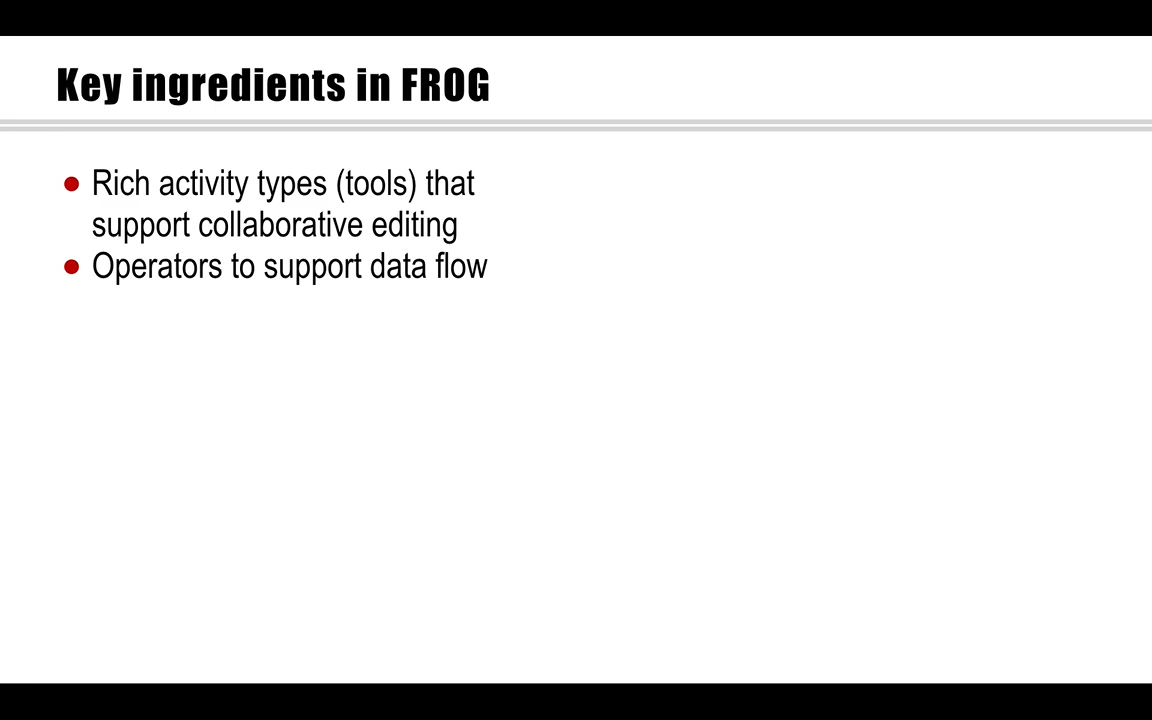 Key ingredients in FROG
● Rich activity types (tools) that
support collaborative editing
● Operators to support data flow